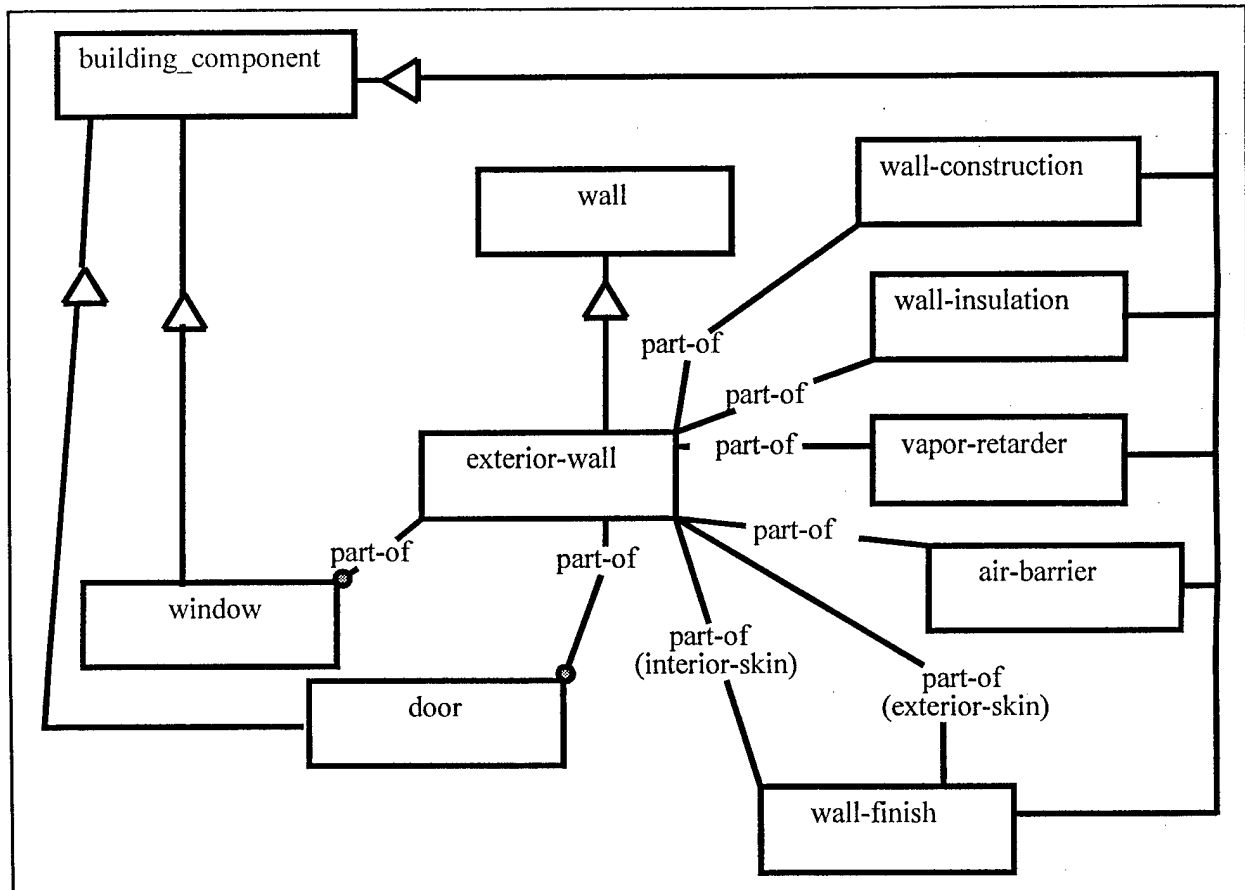 building_component
wall-construction
wall
wall-insulation
part-of
part-of
exterior-wall
part-of
vapor-retarder
part-of
part-of
part-of
air-barrier
window
part-of
(interior-skin)
part-of
(exterior-skin)
door
wall-finish